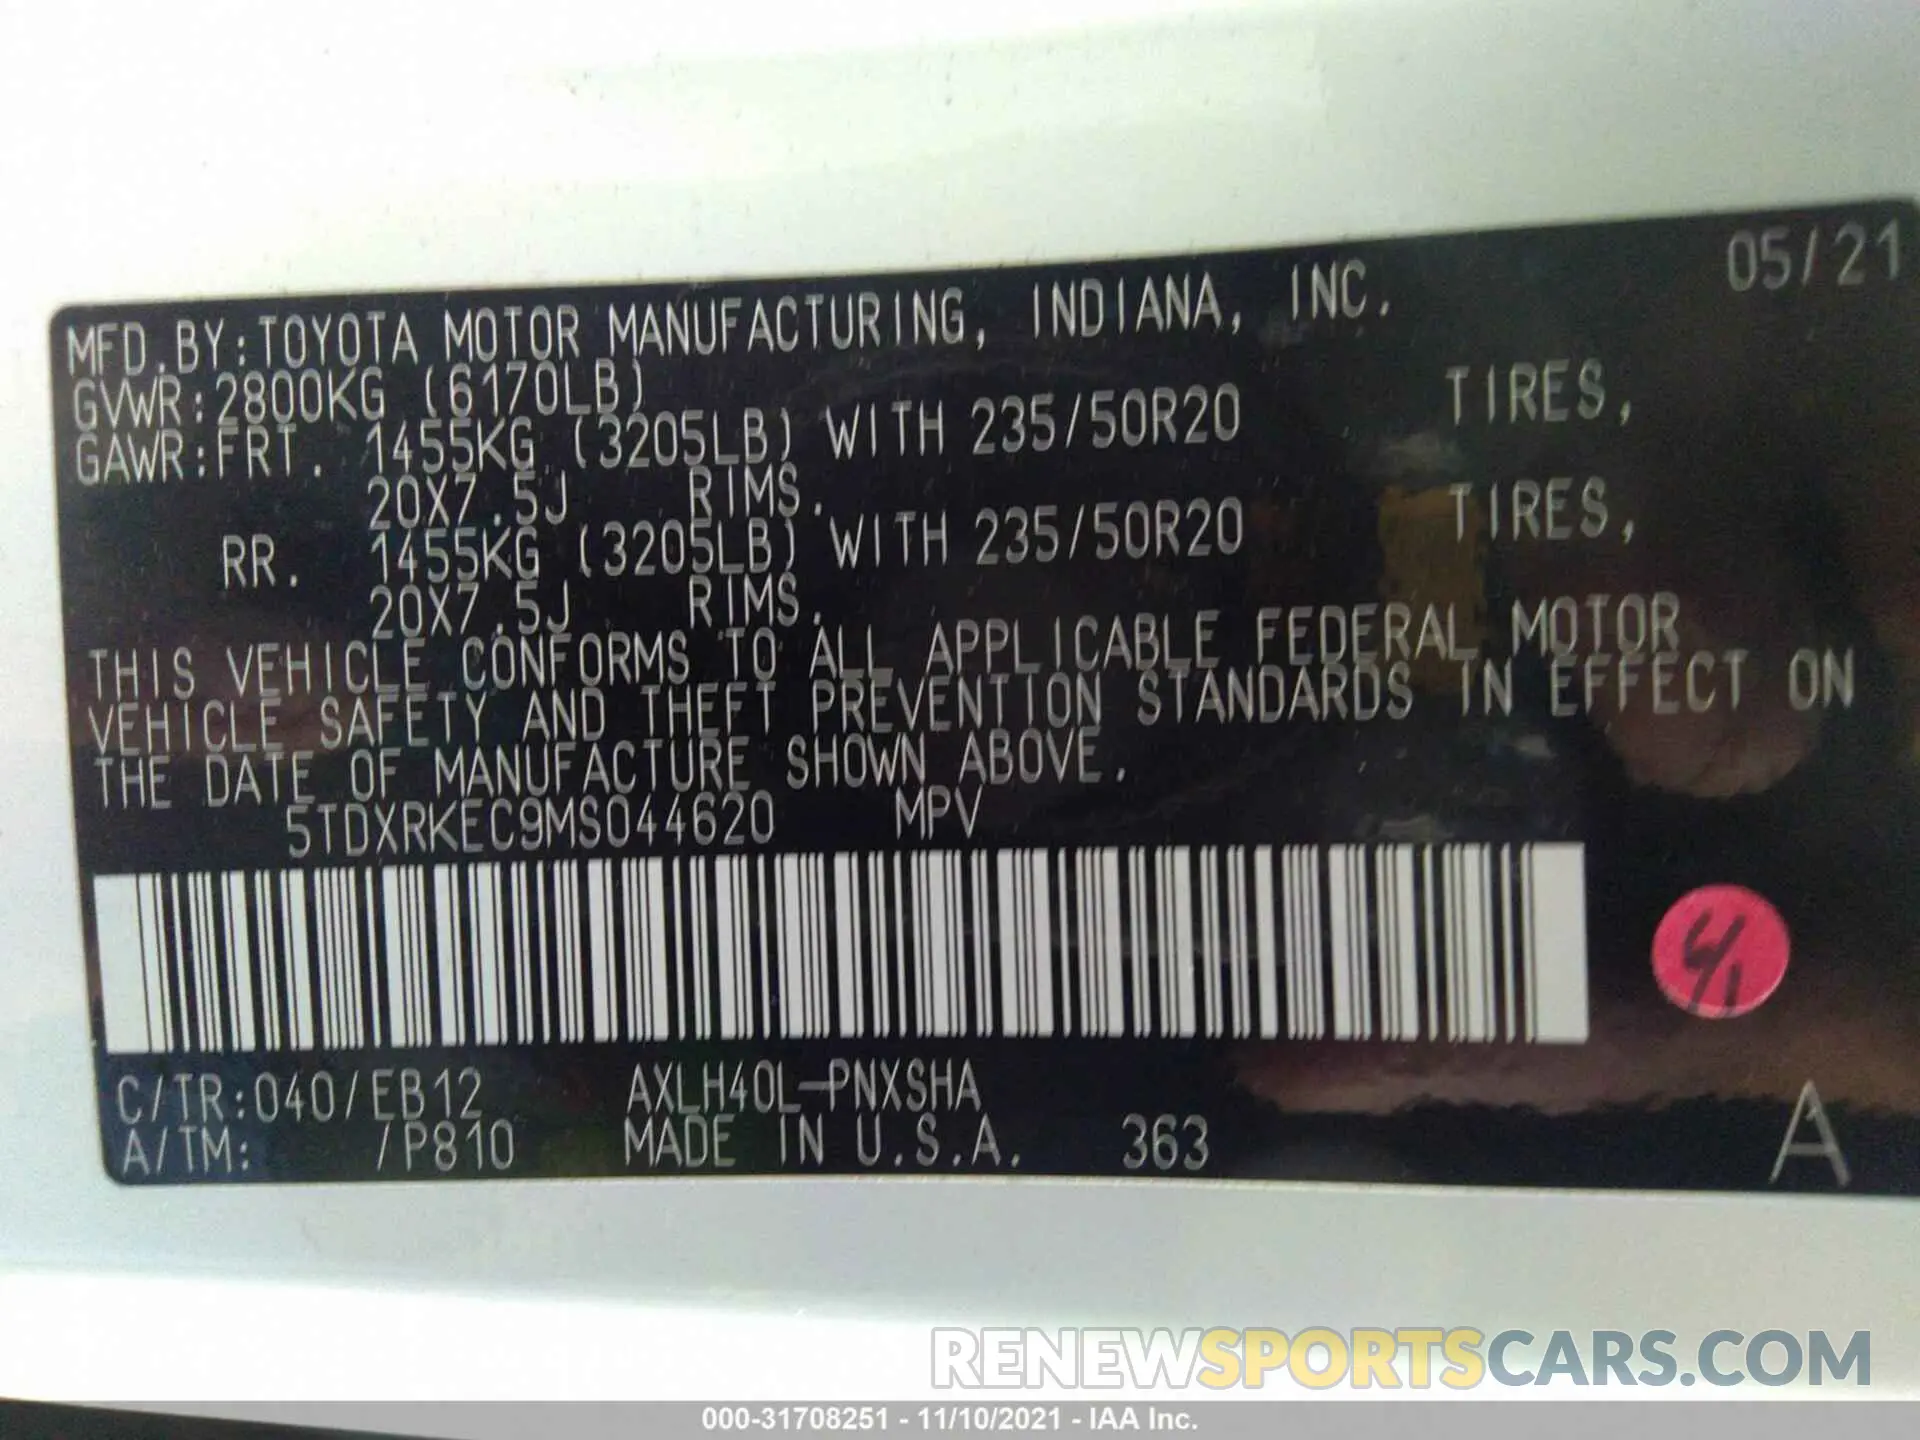 05/21
MFD.BY:TOYOTA MOTOR MANUFACTURING, INDIANA, INC.
GVWR:2800KG (6170LB)
GAWR:FRT. 1455KG (3205LB) WITH 235/50R20 TIRES,
20X7.5J RIMS.
RR. 1455KG (3205LB) WITH 235/50R20 TIRES,
20X7.5J RIMS.
THIS VEHICLE CONFORMS TO ALL APPLICABLE FEDERAL MOTOR
VEHICLE SAFETY AND THEFT PREVENTION STANDARDS IN EFFECT ON
THE DATE OF MANUFACTURE SHOWN ABOVE.
5TDXRKEC9MS044620 MPV
C/TR:040/EB12 AXLH40L-PNXSHA
A/TM: /P810 MADE IN U.S.A. 363
A
RENEWSPORTSCARS.COM
000-31708251 - 11/10/2021 - IAA Inc.